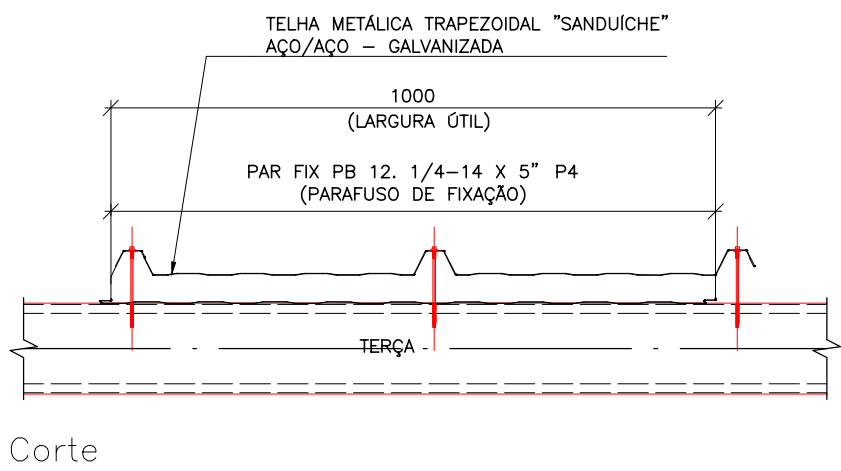 TELHA METÁLICA TRAPEZOIDAL "SANDUÍCHE"
AÇO/AÇO – GALVANIZADA
1000
(LARGURA ÚTIL)
PAR FIX PB 12. 1/4–14 X 5" P4
(PARAFUSO DE FIXAÇÃO)
TERÇA
Corte